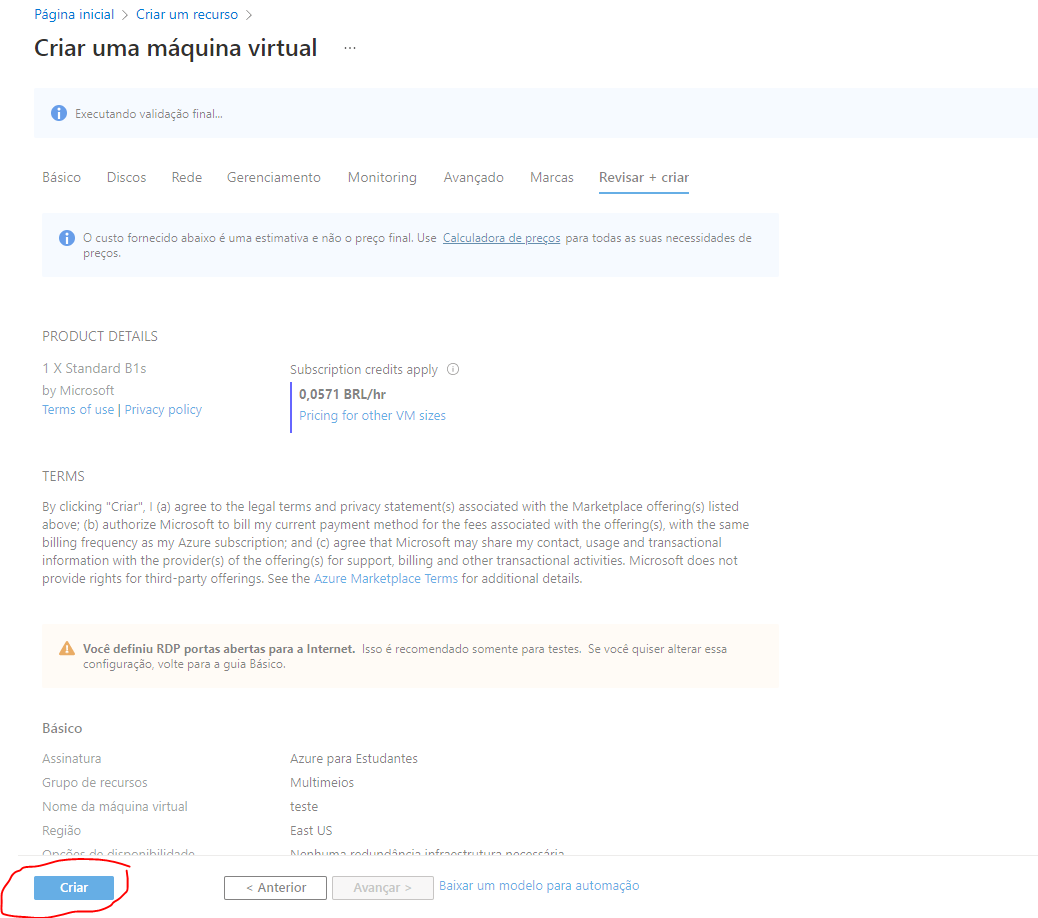 Página inicial > Criar um recurso >
Criar uma máquina virtual ...
Executando validação final...
Básico Discos Rede Gerenciamento Monitoring Avançado Marcas Revisar + criar
O custo fornecido abaixo é uma estimativa e não o preço final. Use Calculadora de preços para todas as suas necessidades de
preços.
PRODUCT DETAILS
1 X Standard B1s
by Microsoft
Terms of use | Privacy policy
Subscription credits apply
0,0571 BRL/hr
Pricing for other VM sizes
TERMS
By clicking "Criar", I (a) agree to the legal terms and privacy statement(s) associated with the Marketplace offering(s) listed
above; (b) authorize Microsoft to bill my current payment method for the fees associated with the offering(s), with the same
billing frequency as my Azure subscription; and (c) agree that Microsoft may share my contact, usage and transactional
information with the provider(s) of the offering(s) for support, billing and other transactional activities. Microsoft does not
provide rights for third-party offerings. See the Azure Marketplace Terms for additional details.
Você definiu RDP portas abertas para a Internet. Isso é recomendado somente para testes. Se você quiser alterar essa
configuração, volte para a guia Básico.
Básico
Assinatura Azure para Estudantes
Grupo de recursos Multimeios
Nome da máquina virtual teste
Região East US
Opções de disponibilidade Nenhuma redundância infraestrutura necessária
Criar < Anterior Avançar > Baixar um modelo para automação